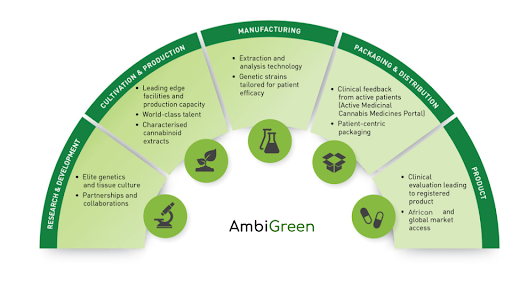 RESEARCH & DEVELOPMENT
• Elite genetics
and tissue culture
• Partnerships and
collaborations
CULTIVATION & PRODUCTION
• Leading edge
facilities and
production capacity
• World-class talent
• Characterised
cannabinoid
extracts
MANUFACTURING
• Extraction and
analysis technology
• Genetic strains
tailored for patient
efficacy
PACKAGING & DISTRIBUTION
• Clinical feedback
from active patients
(Active Medicinal
Cannabis Medicines Portal)
• Patient-centric
packaging
PRODUCT
• Clinical
evaluation leading
to registered
product
• African and
global market
access
AmbiGreen